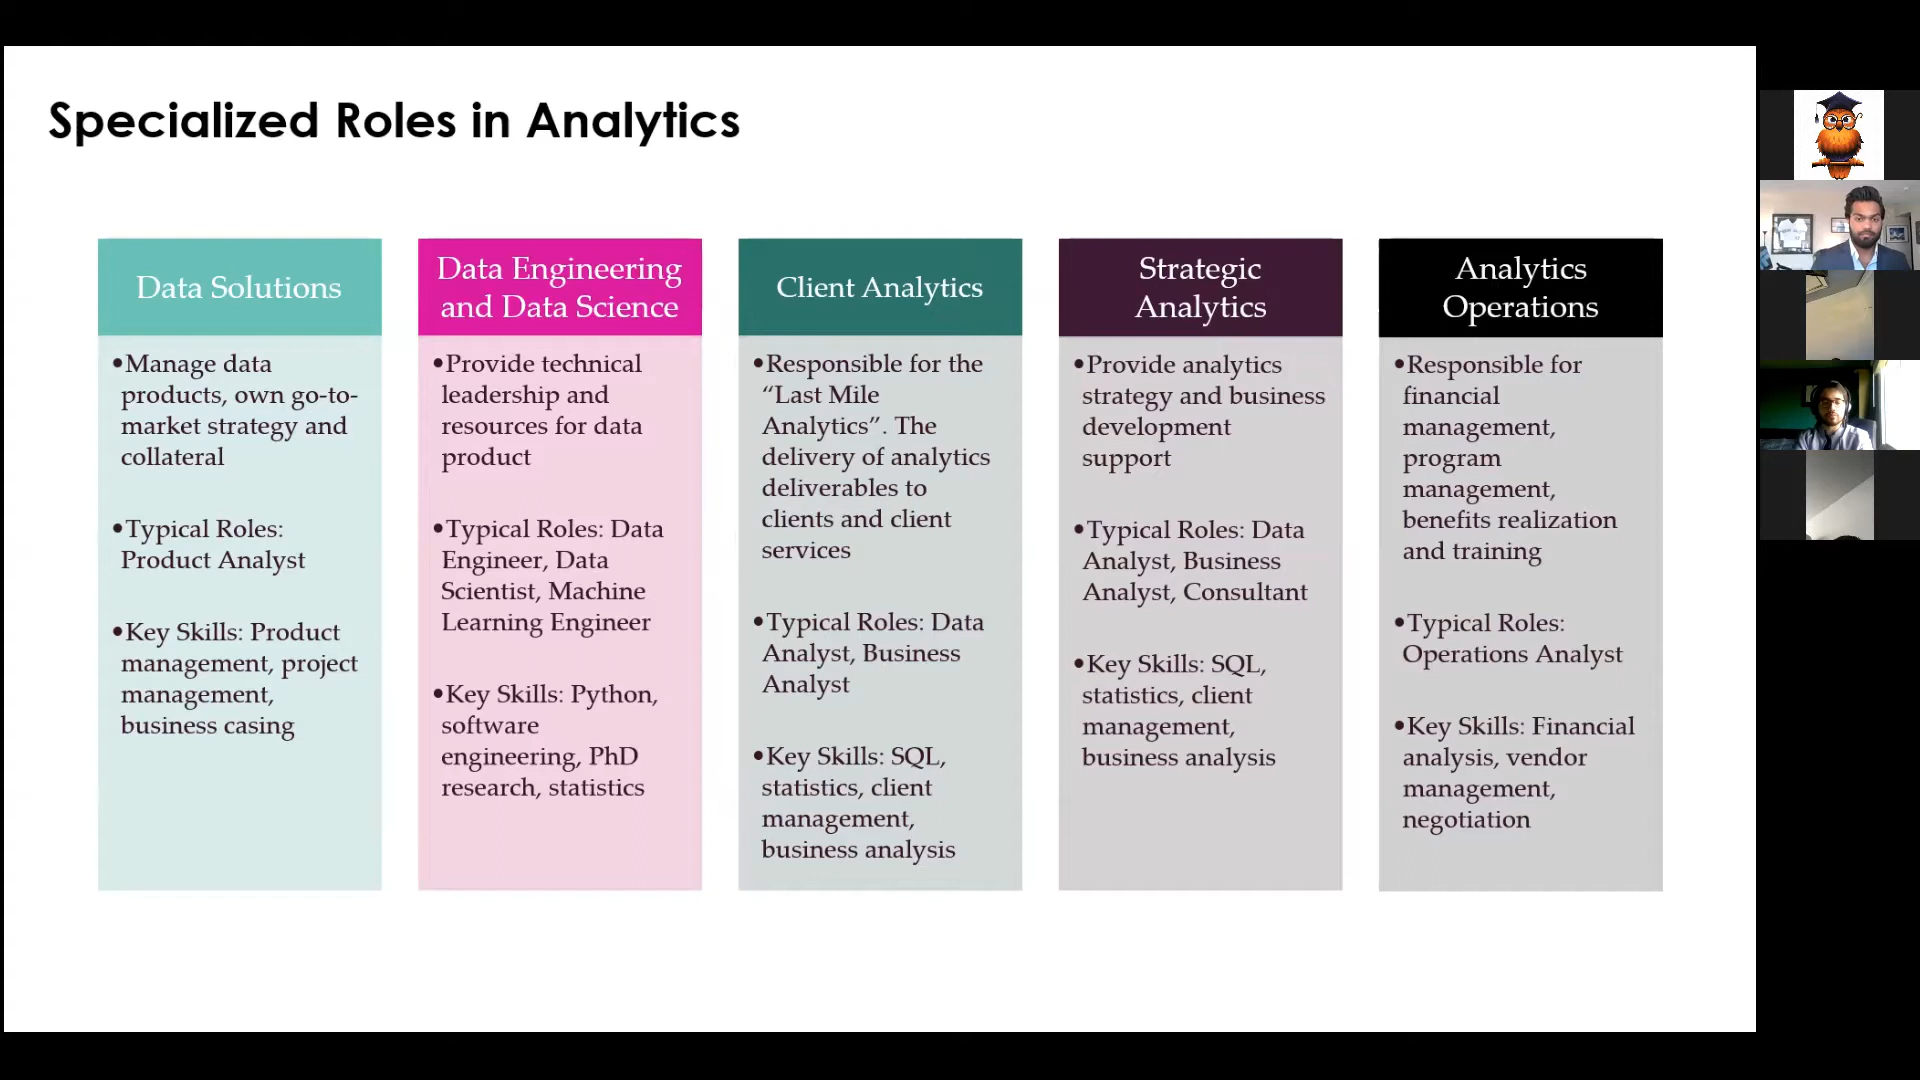 Specialized Roles in Analytics
Data Solutions
•Manage data
products, own go-to-
market strategy and
collateral
•Typical Roles:
Product Analyst
•Key Skills: Product
management, project
management,
business casing
Data Engineering
and Data Science
•Provide technical
leadership and
resources for data
product
•Typical Roles: Data
Engineer, Data
Scientist, Machine
Learning Engineer
•Key Skills: Python,
software
engineering, PhD
research, statistics
Client Analytics
•Responsible for the
“Last Mile
Analytics”. The
delivery of analytics
deliverables to
clients and client
services
•Typical Roles: Data
Analyst, Business
Analyst
•Key Skills: SQL,
statistics, client
management,
business analysis
Strategic
Analytics
•Provide analytics
strategy and business
development
support
•Typical Roles: Data
Analyst, Business
Analyst, Consultant
•Key Skills: SQL,
statistics, client
management,
business analysis
Analytics
Operations
•Responsible for
financial
management,
program
management,
benefits realization
and training
•Typical Roles:
Operations Analyst
•Key Skills: Financial
analysis, vendor
management,
negotiation